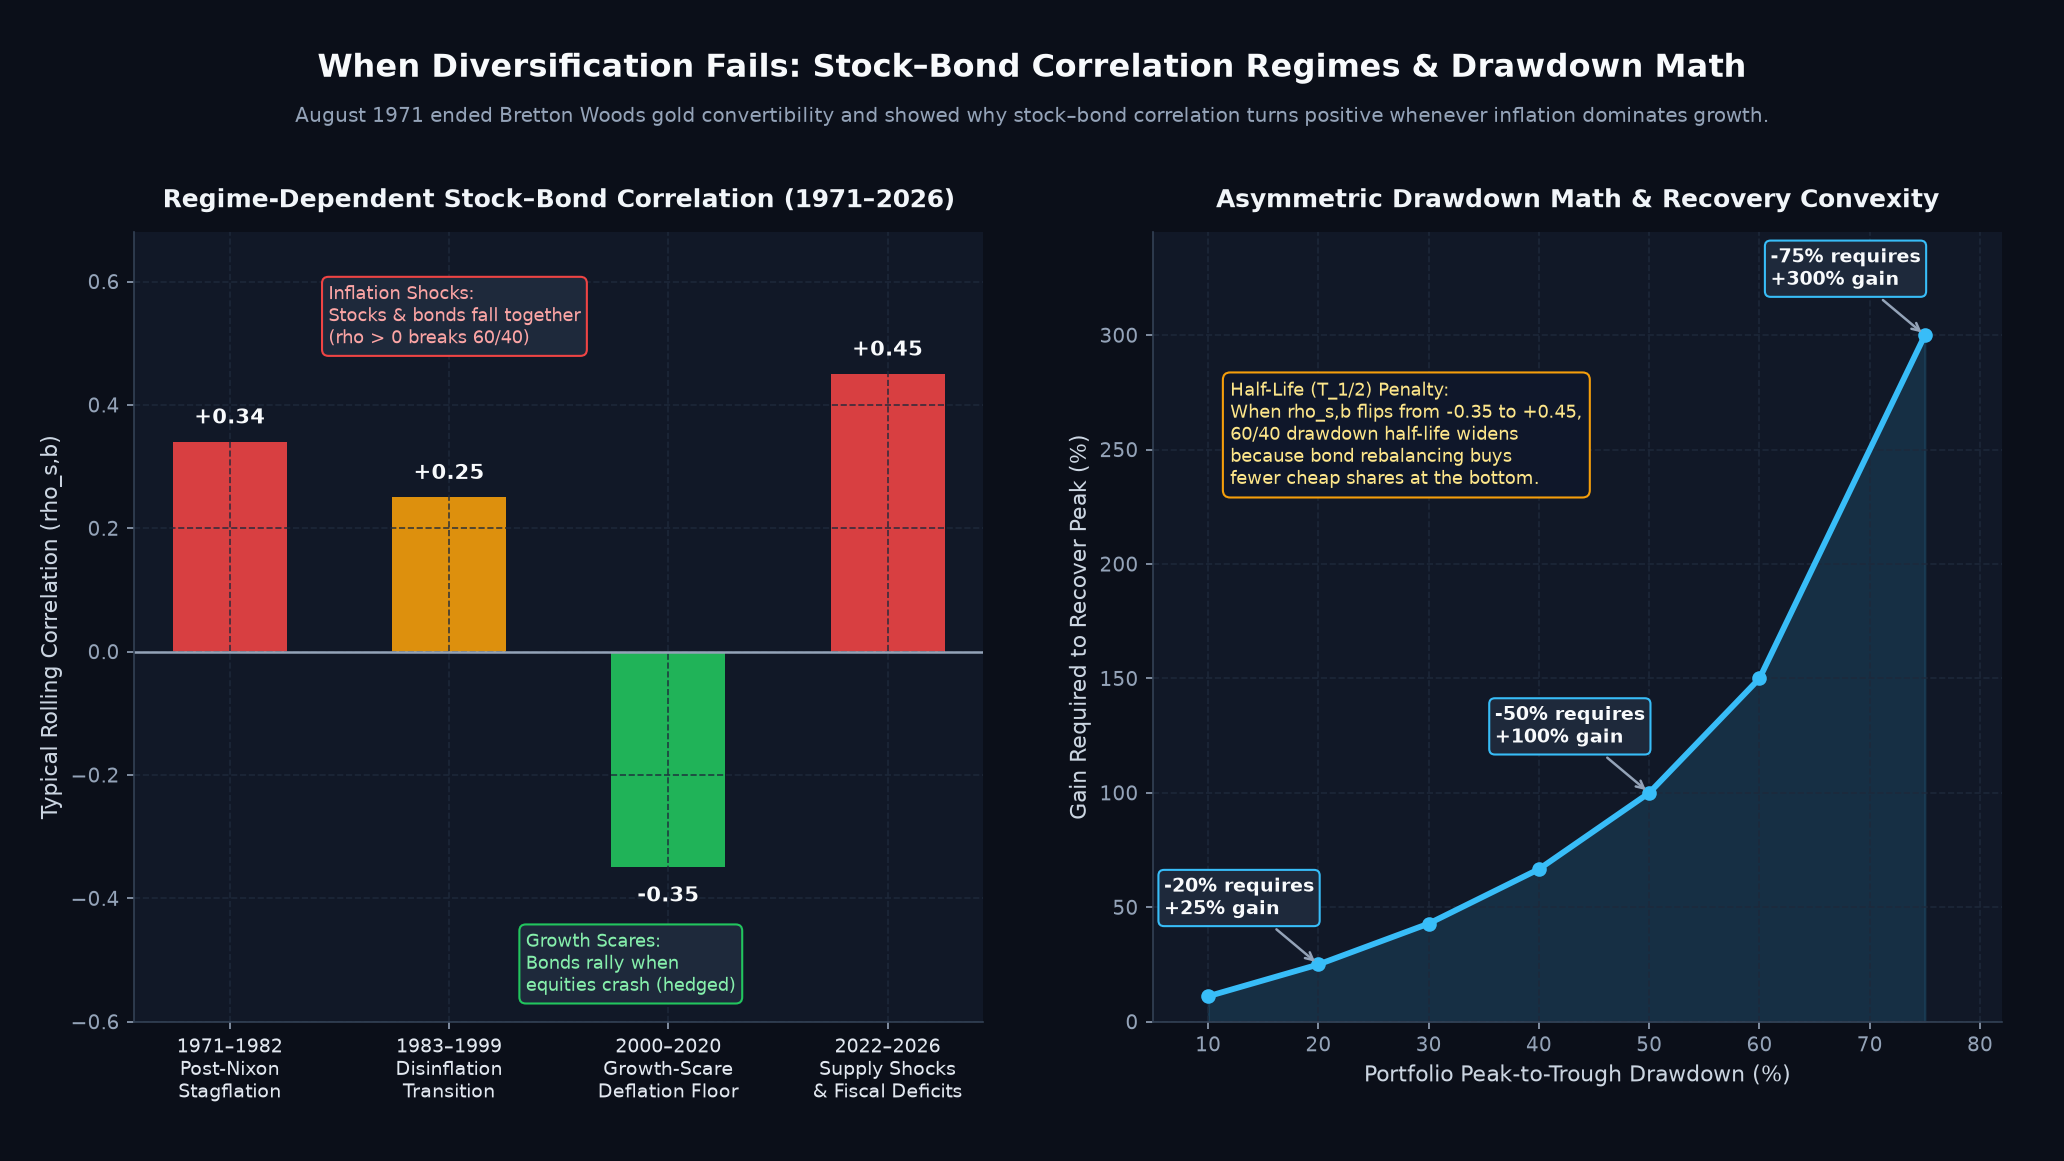 When Diversification Fails: Stock–Bond Correlation Regimes & Drawdown Math
August 1971 ended Bretton Woods gold convertibility and showed why stock–bond correlation turns positive whenever inflation dominates growth.
Regime-Dependent Stock–Bond Correlation (1971–2026)
Typical Rolling Correlation (rho_s,b)
0.6
0.4
0.2
0.0
−0.2
−0.4
−0.6
Inflation Shocks:
Stocks & bonds fall together
(rho > 0 breaks 60/40)
+0.34
+0.25
-0.35
+0.45
Growth Scares:
Bonds rally when
equities crash (hedged)
1971–1982
Post-Nixon
Stagflation
1983–1999
Disinflation
Transition
2000–2020
Growth-Scare
Deflation Floor
2022–2026
Supply Shocks
& Fiscal Deficits
Asymmetric Drawdown Math & Recovery Convexity
Gain Required to Recover Peak (%)
300
250
200
150
100
50
0
-75% requires
+300% gain
Half-Life (T_1/2) Penalty:
When rho_s,b flips from -0.35 to +0.45,
60/40 drawdown half-life widens
because bond rebalancing buys
fewer cheap shares at the bottom.
-50% requires
+100% gain
-20% requires
+25% gain
10
20
30
40
50
60
70
80
Portfolio Peak-to-Trough Drawdown (%)